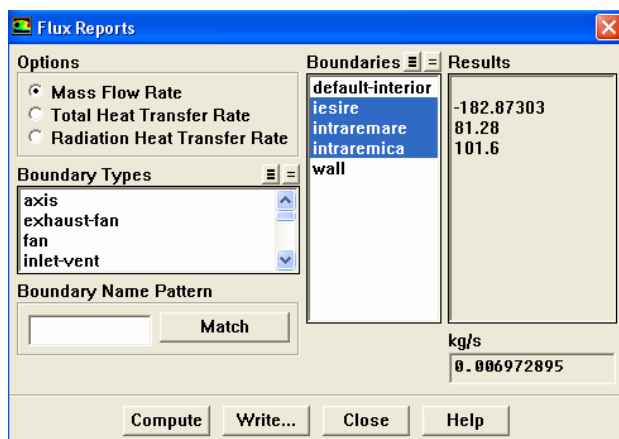 Flux Reports
Options
Mass Flow Rate
Total Heat Transfer Rate
Radiation Heat Transfer Rate
Boundary Types
axis
exhaust-fan
fan
inlet-vent
Boundary Name Pattern
Match
Boundaries
default-interior
iesire
intraremare
intraremica
wall
Results
-182.87303
81.28
101.6
kg/s
0.006972895
Compute Write... Close Help